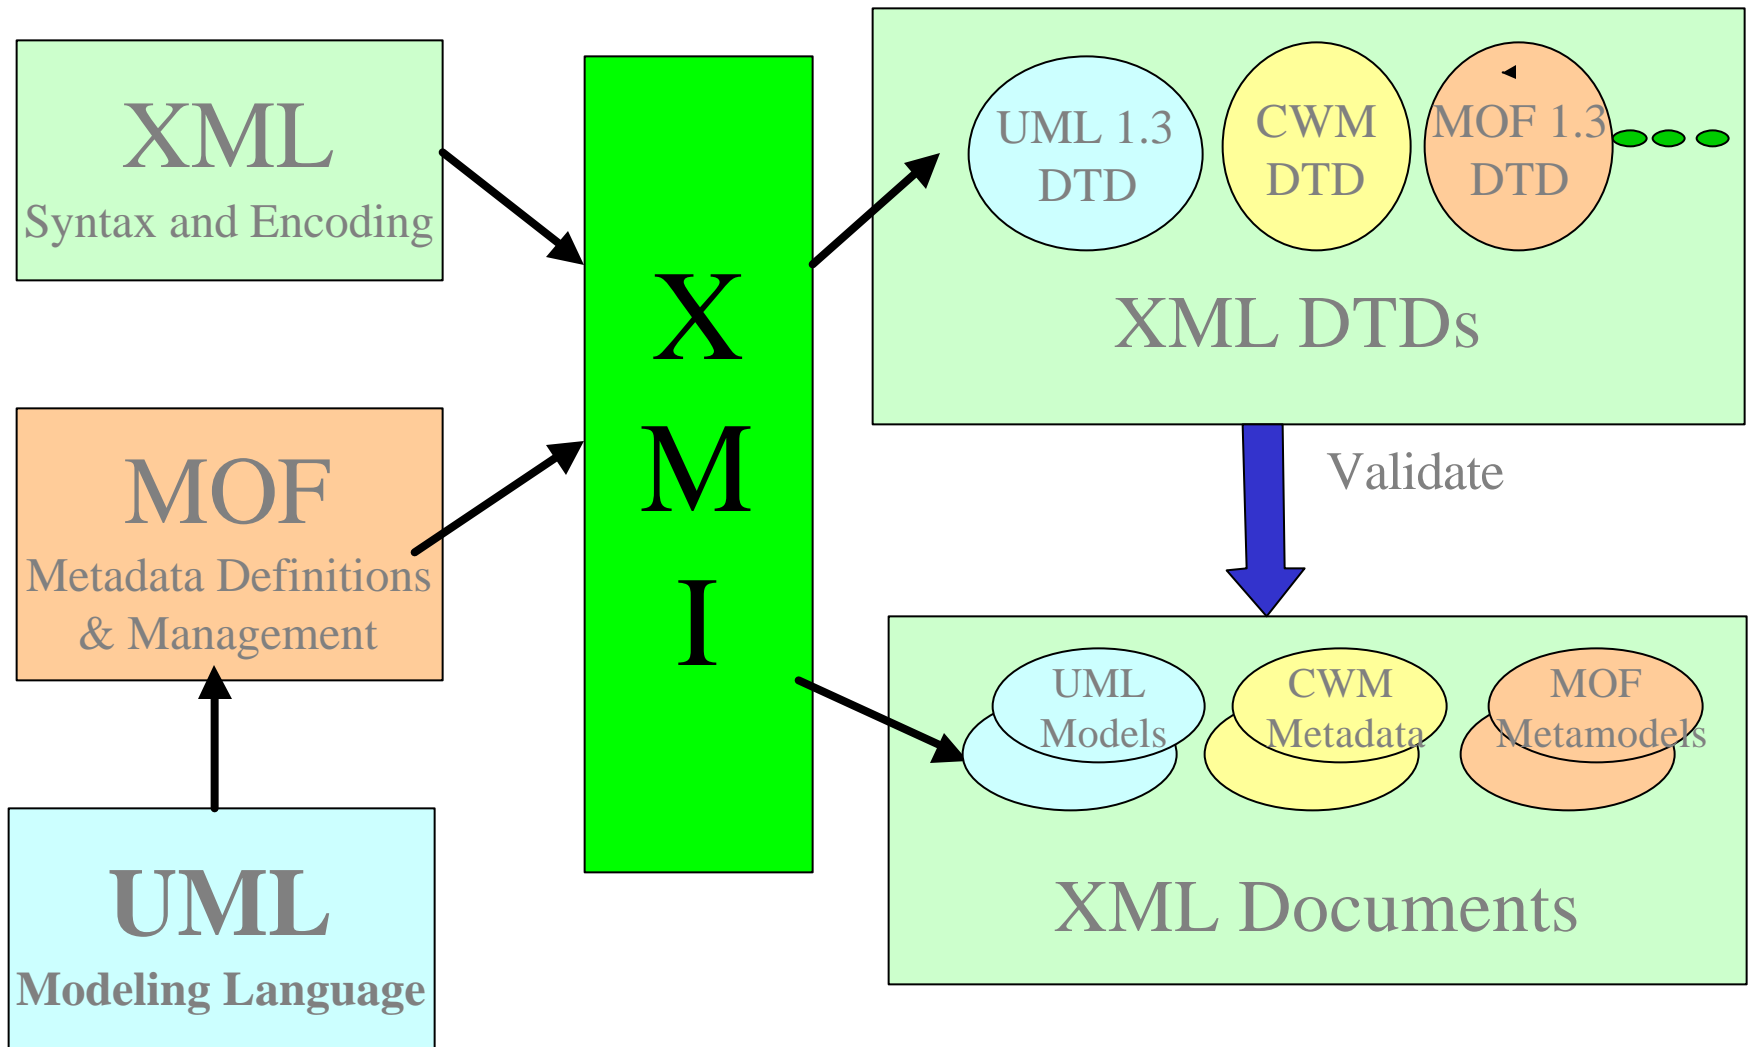 XML
Syntax and Encoding
MOF
Metadata Definitions
& Management
UML
Modeling Language
X
M
I
UML 1.3
DTD
CWM
DTD
MOF 1.3
DTD
XML DTDs
Validate
UML
Models
CWM
Metadata
MOF
Metamodels
XML Documents